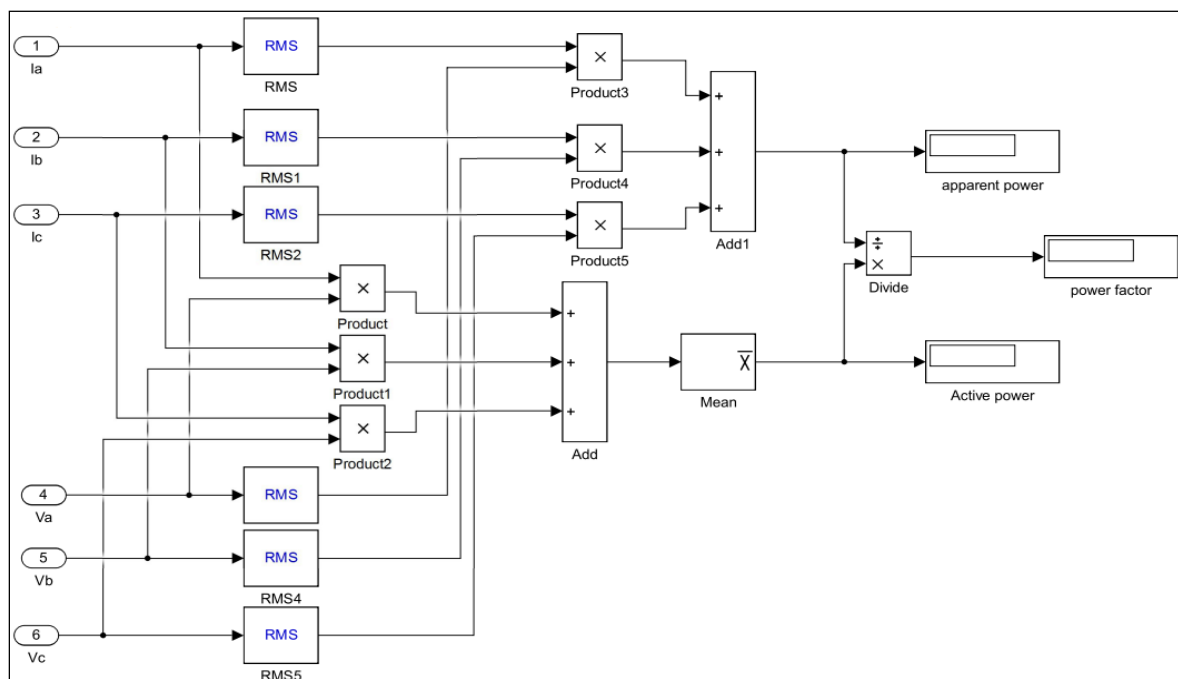 1
Ia
RMS
RMS
×
Product3
+
+
+
Add1
2
Ib
RMS
RMS1
×
Product4
apparent power
3
Ic
RMS
RMS2
×
Product5
÷
×
Divide
power factor
×
Product
×
Product1
×
Product2
+
+
+
Add
X
Mean
Active power
4
Va
RMS
5
Vb
RMS
RMS4
6
Vc
RMS
RMS5